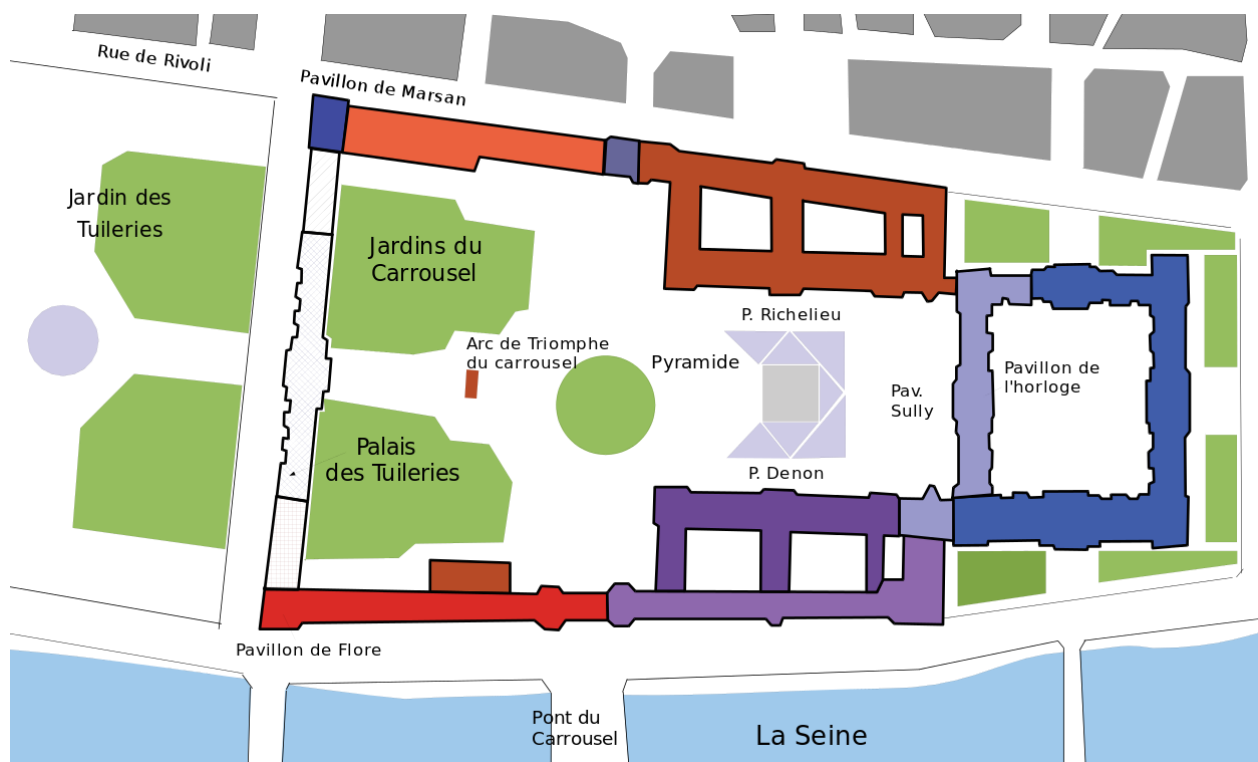 Rue de Rivoli
Pavillon de Marsan
Jardin des
Tuileries
Jardins du
Carrousel
P. Richelieu
Arc de Triomphe
du carrousel
Pyramide
Pavillon de
l'horloge
Pav.
Sully
Palais
des Tuileries
P. Denon
Pavillon de Flore
Pont du
Carrousel
La Seine